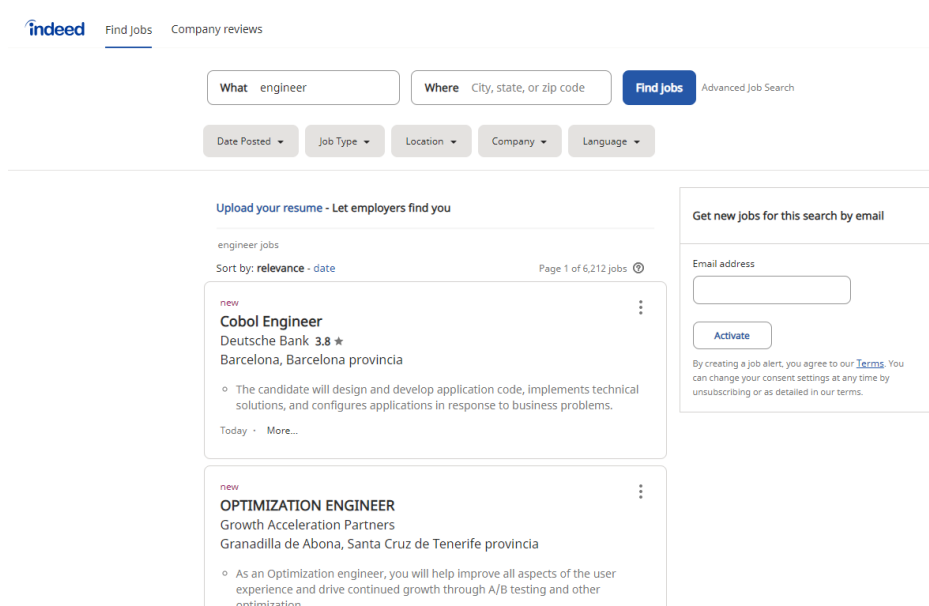 indeed Find Jobs Company reviews
What engineer Where City, state, or zip code Find jobs Advanced Job Search
Date Posted Job Type Location Company Language
Upload your resume - Let employers find you
engineer jobs
Sort by: relevance - date Page 1 of 6,212 jobs ?
new
Cobol Engineer
Deutsche Bank 3.8 ★
Barcelona, Barcelona provincia
The candidate will design and develop application code, implements technical
solutions, and configures applications in response to business problems.
Today · More...
new
OPTIMIZATION ENGINEER
Growth Acceleration Partners
Granadilla de Abona, Santa Cruz de Tenerife provincia
As an Optimization engineer, you will help improve all aspects of the user
experience and drive continued growth through A/B testing and other
optimization
Get new jobs for this search by email
Email address
Activate
By creating a job alert, you agree to our Terms. You
can change your consent settings at any time by
unsubscribing or as detailed in our terms.